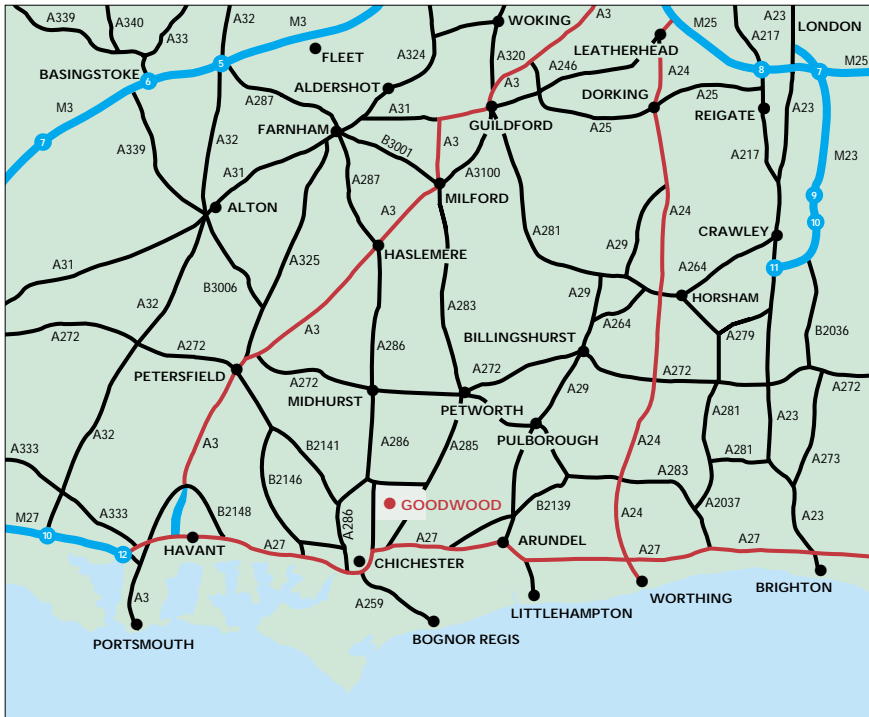 A339
A340
A33
A32
M3
WOKING
A3
M25
A23
LONDON
A217
FLEET
A324
A320
LEATHERHEAD
M25
BASINGSTOKE
5
6
8
7
ALDERSHOT
A246
A24
M3
A287
A3
DORKING
A25
REIGATE
A23
A31
FARNHAM
GUILDFORD
A25
7
A32
A339
B3001
A3
A217
M23
A31
A287
A3100
MILFORD
9
ALTON
A3
A24
10
A281
CRAWLEY
HASLEMERE
A29
A31
A325
A264
11
B3006
A29
HORSHAM
A32
A283
A3
A264
A279
B2036
A272
BILLINGSHURST
A272
A286
A272
A272
PETERSFIELD
A272
A29
A272
MIDHURST
PETWORTH
A281
A23
A32
A3
B2141
A286
A285
PULBOROUGH
A24
A281
A333
A273
B2146
A283
A333
B2148
GOODWOOD
B2139
A2037
M27
A286
A24
A23
10
HAVANT
A27
A27
ARUNDEL
A27
A27
12
CHICHESTER
A3
A259
LITTLEHAMPTON
WORTHING
BRIGHTON
PORTSMOUTH
BOGNOR REGIS